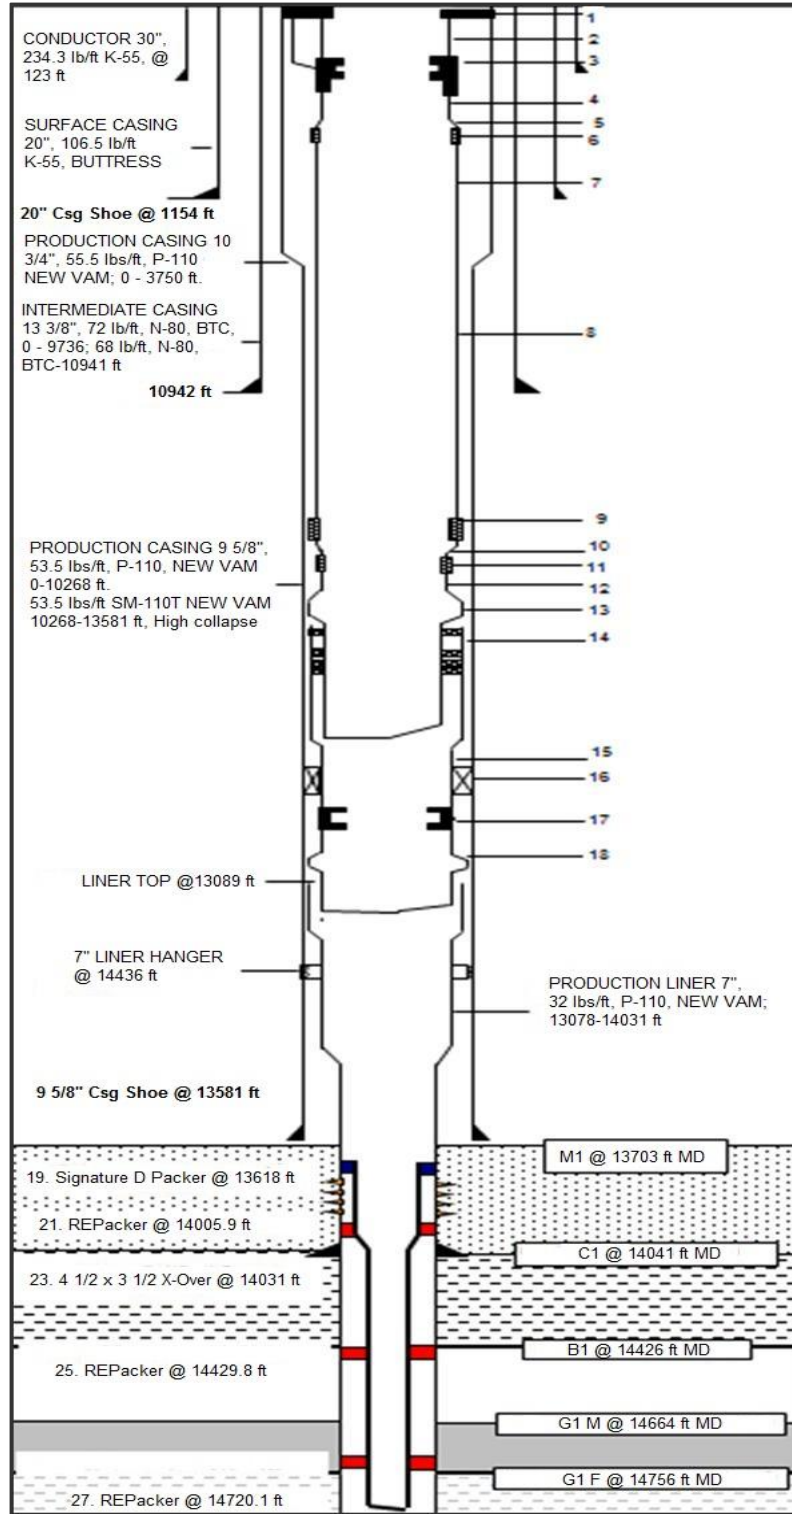 CONDUCTOR 30",
234.3 lb/ft K-55, @
123 ft
SURFACE CASING
20", 106.5 lb/ft
K-55, BUTTRESS
20" Csg Shoe @ 1154 ft
PRODUCTION CASING 10
3/4", 55.5 lbs/ft, P-110
NEW VAM; 0 - 3750 ft.
INTERMEDIATE CASING
13 3/8", 72 lb/ft, N-80, BTC,
0 - 9736; 68 lb/ft, N-80,
BTC-10941 ft
10942 ft
PRODUCTION CASING 9 5/8",
53.5 lbs/ft, P-110, NEW VAM
0-10268 ft.
53.5 lbs/ft SM-110T NEW VAM
10268-13581 ft, High collapse
LINER TOP @13089 ft
7" LINER HANGER
@ 14436 ft
9 5/8" Csg Shoe @ 13581 ft
1
2
3
4
5
6
7
8
9
10
11
12
13
14
15
16
17
18
PRODUCTION LINER 7",
32 lbs/ft, P-110, NEW VAM;
13078-14031 ft
M1 @ 13703 ft MD
19. Signature D Packer @ 13618 ft
21. REPacker @ 14005.9 ft
C1 @ 14041 ft MD
23. 4 1/2 x 3 1/2 X-Over @ 14031 ft
B1 @ 14426 ft MD
25. REPacker @ 14429.8 ft
G1 M @ 14664 ft MD
G1 F @ 14756 ft MD
27. REPacker @ 14720.1 ft